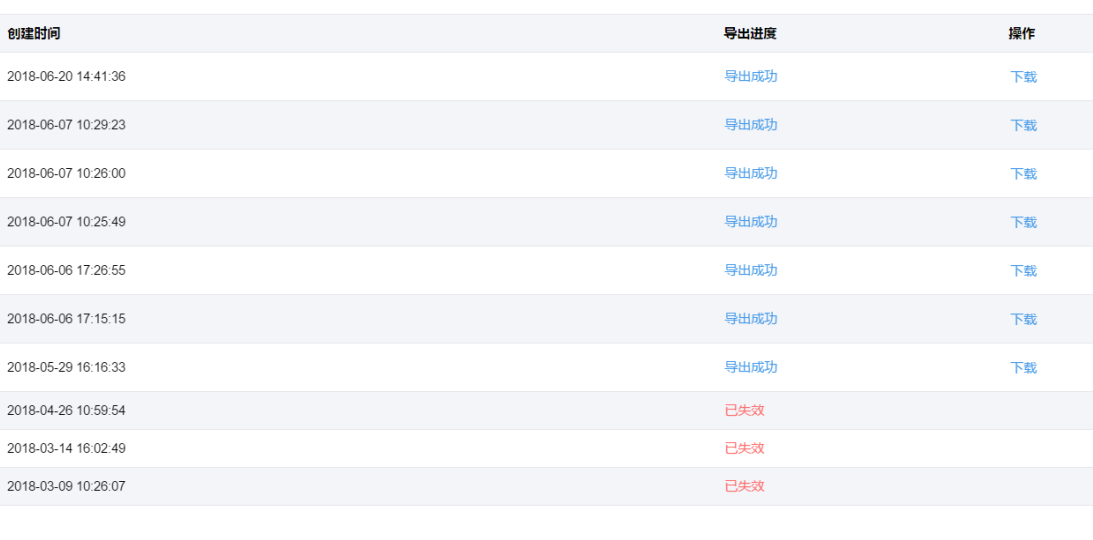 创建时间 导出进度 操作
2018-06-20 14:41:36 导出成功 下载
2018-06-07 10:29:23 导出成功 下载
2018-06-07 10:26:00 导出成功 下载
2018-06-07 10:25:49 导出成功 下载
2018-06-06 17:26:55 导出成功 下载
2018-06-06 17:15:15 导出成功 下载
2018-05-29 16:16:33 导出成功 下载
2018-04-26 10:59:54 已失效
2018-03-14 16:02:49 已失效
2018-03-09 10:26:07 已失效